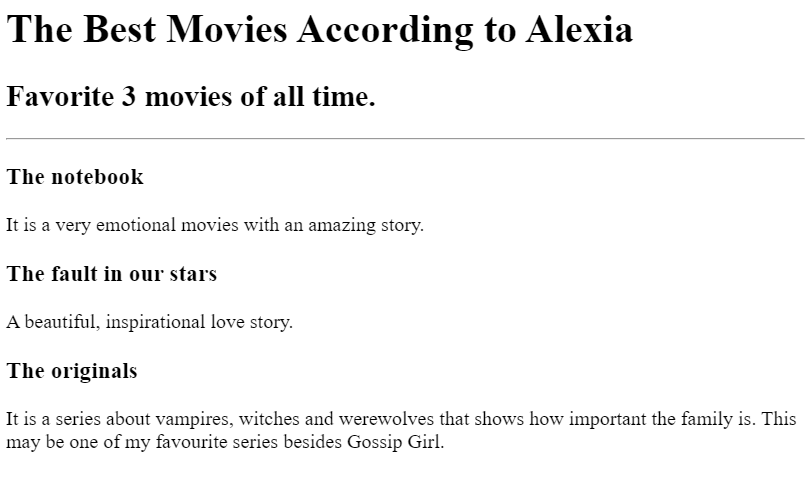 The Best Movies According to Alexia
Favorite 3 movies of all time.
The notebook
It is a very emotional movies with an amazing story.
The fault in our stars
A beautiful, inspirational love story.
The originals
It is a series about vampires, witches and werewolves that shows how important the family is. This
may be one of my favourite series besides Gossip Girl.